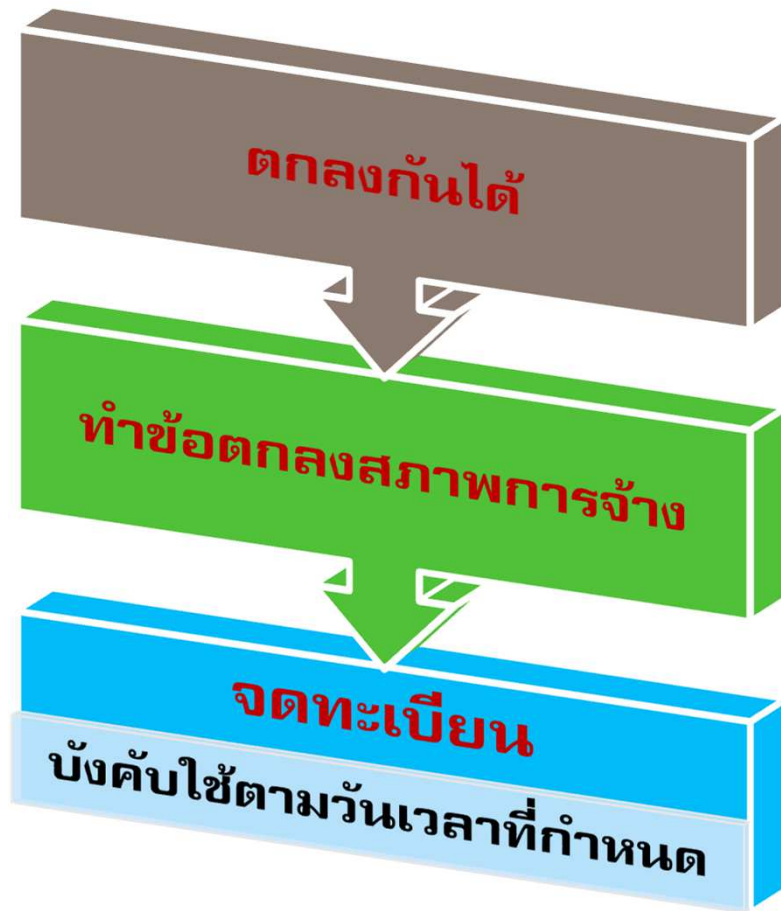 ตกลงกันได้
ทำข้อตกลงสภาพการจ้าง
จดทะเบียน
บังคับใช้ตามวันเวลาที่กำหนด